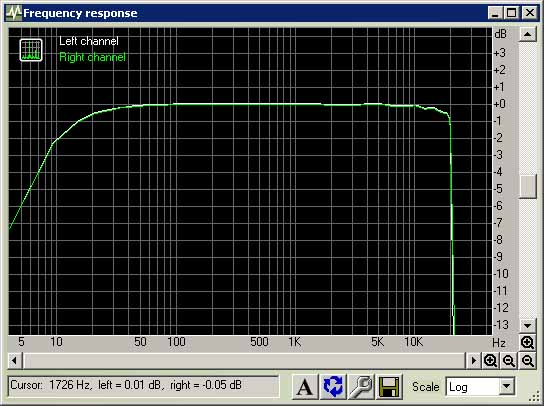 Frequency response
Left channel
Right channel
dB
+3
+2
+1
+0
-1
-2
-3
-4
-5
-6
-7
-8
-9
-10
-11
-12
-13
5 10 50 100 500 1K 5K 10K Hz
Cursor: 1726 Hz, left = 0.01 dB, right = -0.05 dB
A
Scale Log